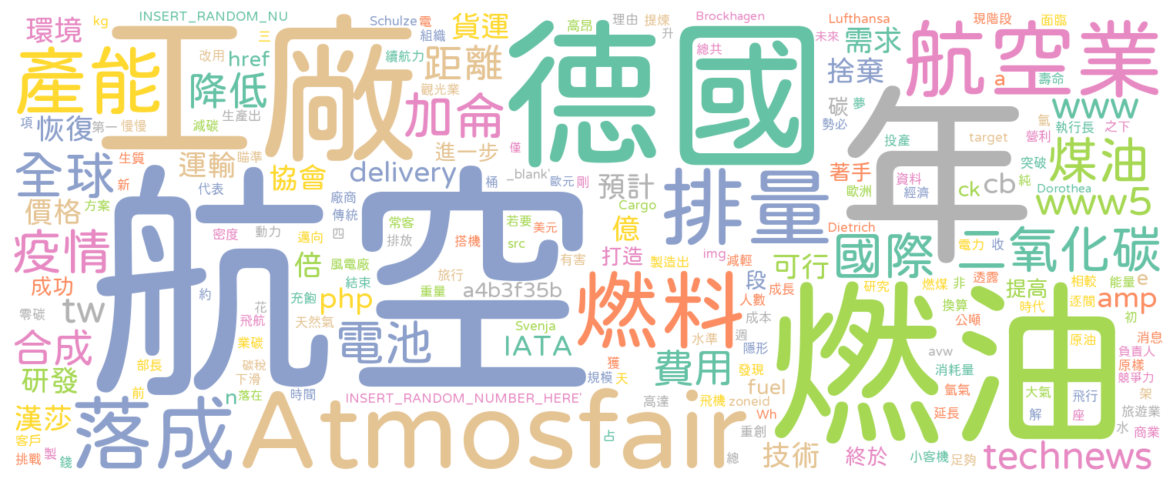 INSERT_RANDOM_NU
環境
kg
工廠
三
改用
Schulze
電
組織
貨運
高昂
理由
提煉
升
Brockhagen
總共
Lufthansa
未來
需求
現階段
面臨
航空業
a
壽命
產能
降低
href
生產出
減碳
續航力
觀光業
距離
加侖
德國
捨棄
碳
夢
勢必
年
www
氧
執行長
之下
營利
target
投產
項
恢復
第一
慢慢
全球
生質
新
運輸
瞄準
代表
協會
進一步
僅
delivery
_blank'
桶
歐元
剛
預計
排量
著手
資料
歐洲
經濟
ck
cb
突破
純
煤油
Dorothea
www5
價格
方案
疫情
密度
動力
廠商
傳統
四
常客
排放
若要
美元
搭機
src
Cargo
億
打造
製造出
img
減輕
Dietrich
國際
電力
收
二氧化碳
航空
邁向
倍
風電廠
結束
旅行
有害
重量
a4b3f35b
燃料
可行
段
人數
成長
研究
燃煤
非
透露
提高
相較
能量
e
成功
tw
零碳
約
花
飛航
充飽
天然氣
php
電池
Svenja
IATA
成本
水準
週
隱形
換算
公噸
時代
逐間
初
amp
合成
研發
業碳
碳稅
部長
下滑
前
n
落在
時間
獲
規模
天
費用
發現
fuel
avw
消耗量
氫氣
延長
燃油
原油
消息
負責人
原樣
競爭力
大氣
飛行
架
解
座
旅遊業
水
商業
漢莎
客戶
挑戰
製
錢
落成
INSERT_RANDOM_NUMBER_HERE'
Atmosfair
占
高達
飛機
zoneid
Wh
重創
總
技術
終於
小客機
足夠
technews